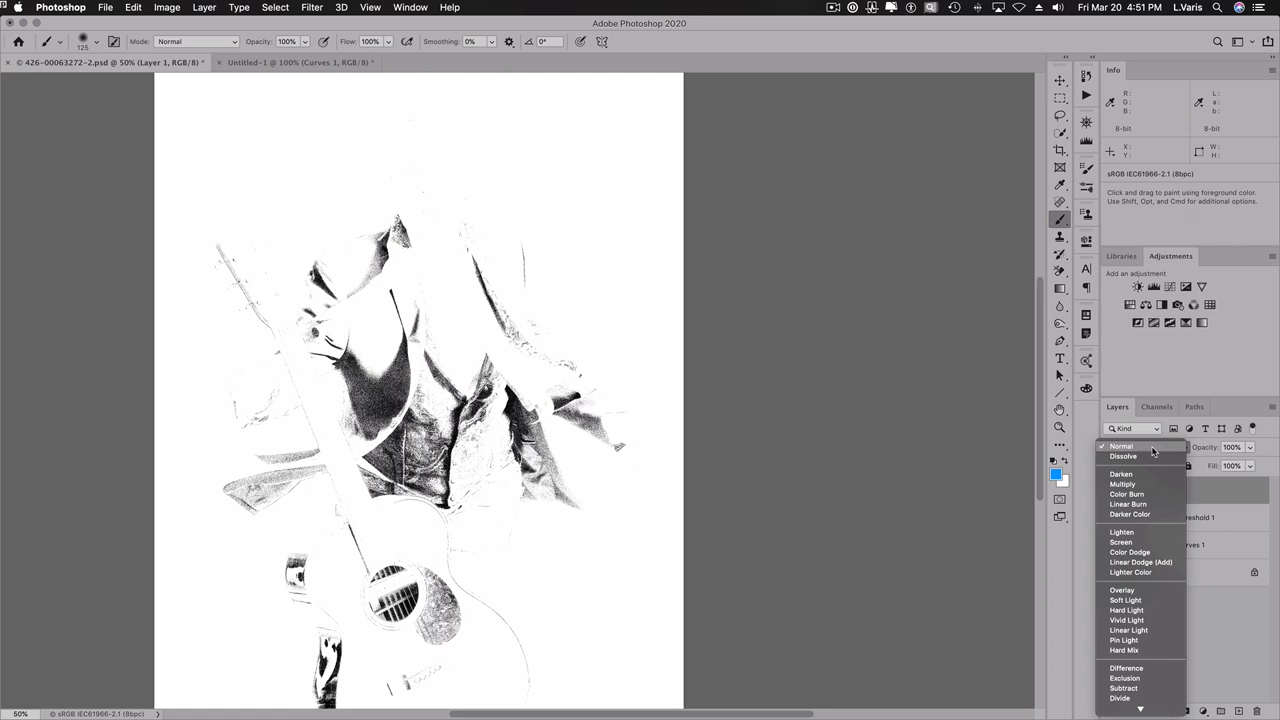 Photoshop File Edit Image Layer Type Select Filter 3D View Window Help Fri Mar 20 4:51 PM L.Varis
Adobe Photoshop 2020
125 Mode: Normal Opacity: 100% Flow: 100% Smoothing: 0% 0°
× © 426-00063272-2.psd @ 50% (Layer 1, RGB/8) * × Untitled-1 @ 100% (Curves 1, RGB/8) *
Info
R: L:
G: a:
B: b:
8-bit 8-bit
X: W:
Y: H:
sRGB IEC61966-2.1 (8bpc)
Click and drag to paint using foreground color.
Use Shift, Opt, and Cmd for additional options.
Libraries Adjustments
Add an adjustment
Layers Channels Paths
Kind
✓ Normal Opacity: 100%
Dissolve
Fill: 100%
Darken
Multiply
Color Burn
Linear Burn
Darker Color
reshold 1
Lighten
Screen
rves 1
Color Dodge
Linear Dodge (Add)
Lighter Color
Overlay
Soft Light
Hard Light
Vivid Light
Linear Light
Pin Light
Hard Mix
Difference
Exclusion
Subtract
Divide
50% © sRGB IEC61966-2.1 (8bpc)